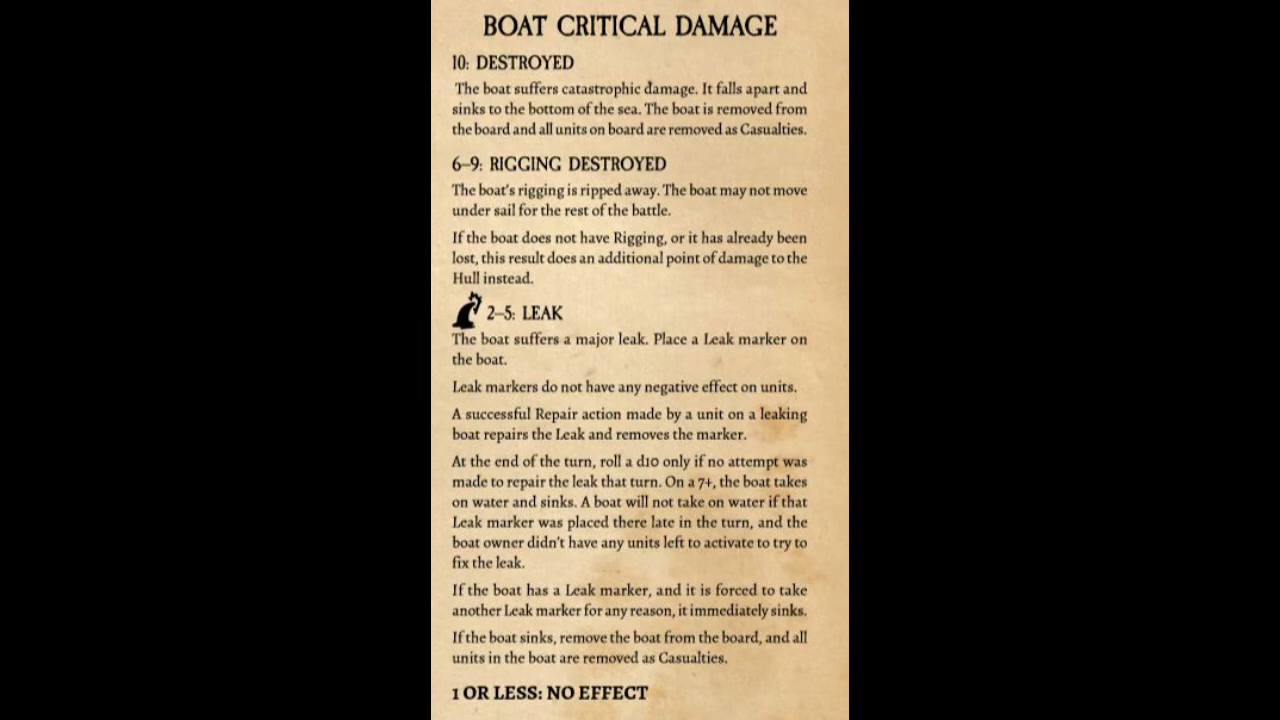 BOAT CRITICAL DAMAGE
10: DESTROYED
The boat suffers catastrophic damage. It falls apart and
sinks to the bottom of the sea. The boat is removed from
the board and all units on board are removed as Casualties.
6–9: RIGGING DESTROYED
The boat's rigging is ripped away. The boat may not move
under sail for the rest of the battle.
If the boat does not have Rigging, or it has already been
lost, this result does an additional point of damage to the
Hull instead.
2–5: LEAK
The boat suffers a major leak. Place a Leak marker on
the boat.
Leak markers do not have any negative effect on units.
A successful Repair action made by a unit on a leaking
boat repairs the Leak and removes the marker.
At the end of the turn, roll a d10 only if no attempt was
made to repair the leak that turn. On a 7+, the boat takes
on water and sinks. A boat will not take on water if that
Leak marker was placed there late in the turn, and the
boat owner didn't have any units left to activate to try to
fix the leak.
If the boat has a Leak marker, and it is forced to take
another Leak marker for any reason, it immediately sinks.
If the boat sinks, remove the boat from the board, and all
units in the boat are removed as Casualties.
1 OR LESS: NO EFFECT